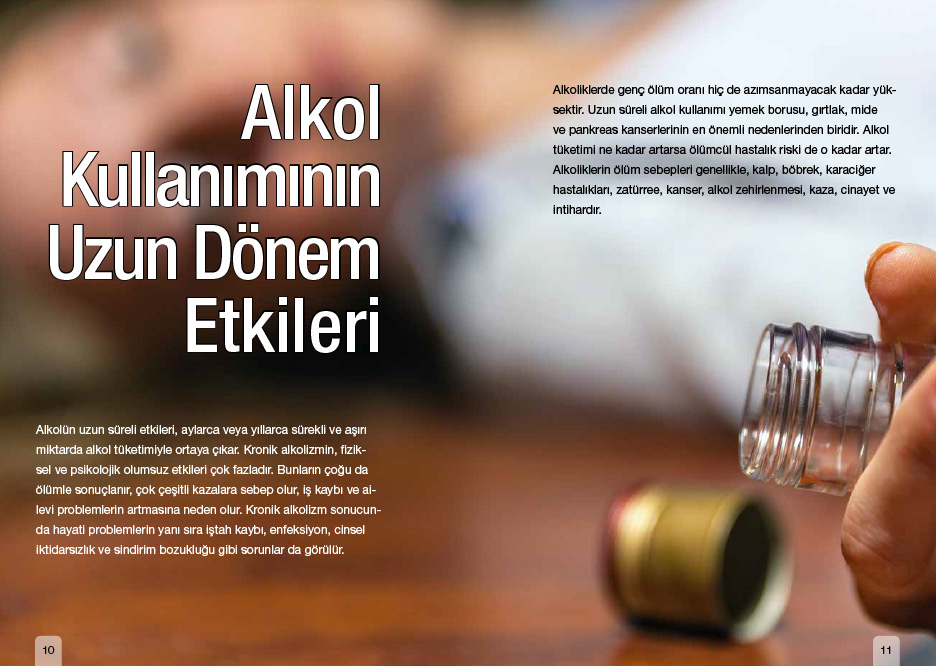 Alkol
Kullanımının
Uzun Dönem
Etkileri
Alkolün uzun süreli etkileri, aylarca veya yıllarca sürekli ve aşırı
miktarda alkol tüketimiyle ortaya çıkar. Kronik alkolizmin, fizik-
sel ve psikolojik olumsuz etkileri çok fazladır. Bunların çoğu da
ölümle sonuçlanır, çok çeşitli kazalara sebep olur, iş kaybı ve ai-
levi problemlerin artmasına neden olur. Kronik alkolizm sonucun-
da hayati problemlerin yanı sıra iştah kaybı, enfeksiyon, cinsel
iktidarsızlık ve sindirim bozukluğu gibi sorunlar da görülür.
10
Alkoliklerde genç ölüm oranı hiç de azımsanmayacak kadar yük-
sektir. Uzun süreli alkol kullanımı yemek borusu, gırtlak, mide
ve pankreas kanserlerinin en önemli nedenlerinden biridir. Alkol
tüketimi ne kadar artarsa ölümcül hastalık riski de o kadar artar.
Alkoliklerin ölüm sebepleri genellikle, kalp, böbrek, karaciğer
hastalıkları, zatürree, kanser, alkol zehirlenmesi, kaza, cinayet ve
intihardır.
11